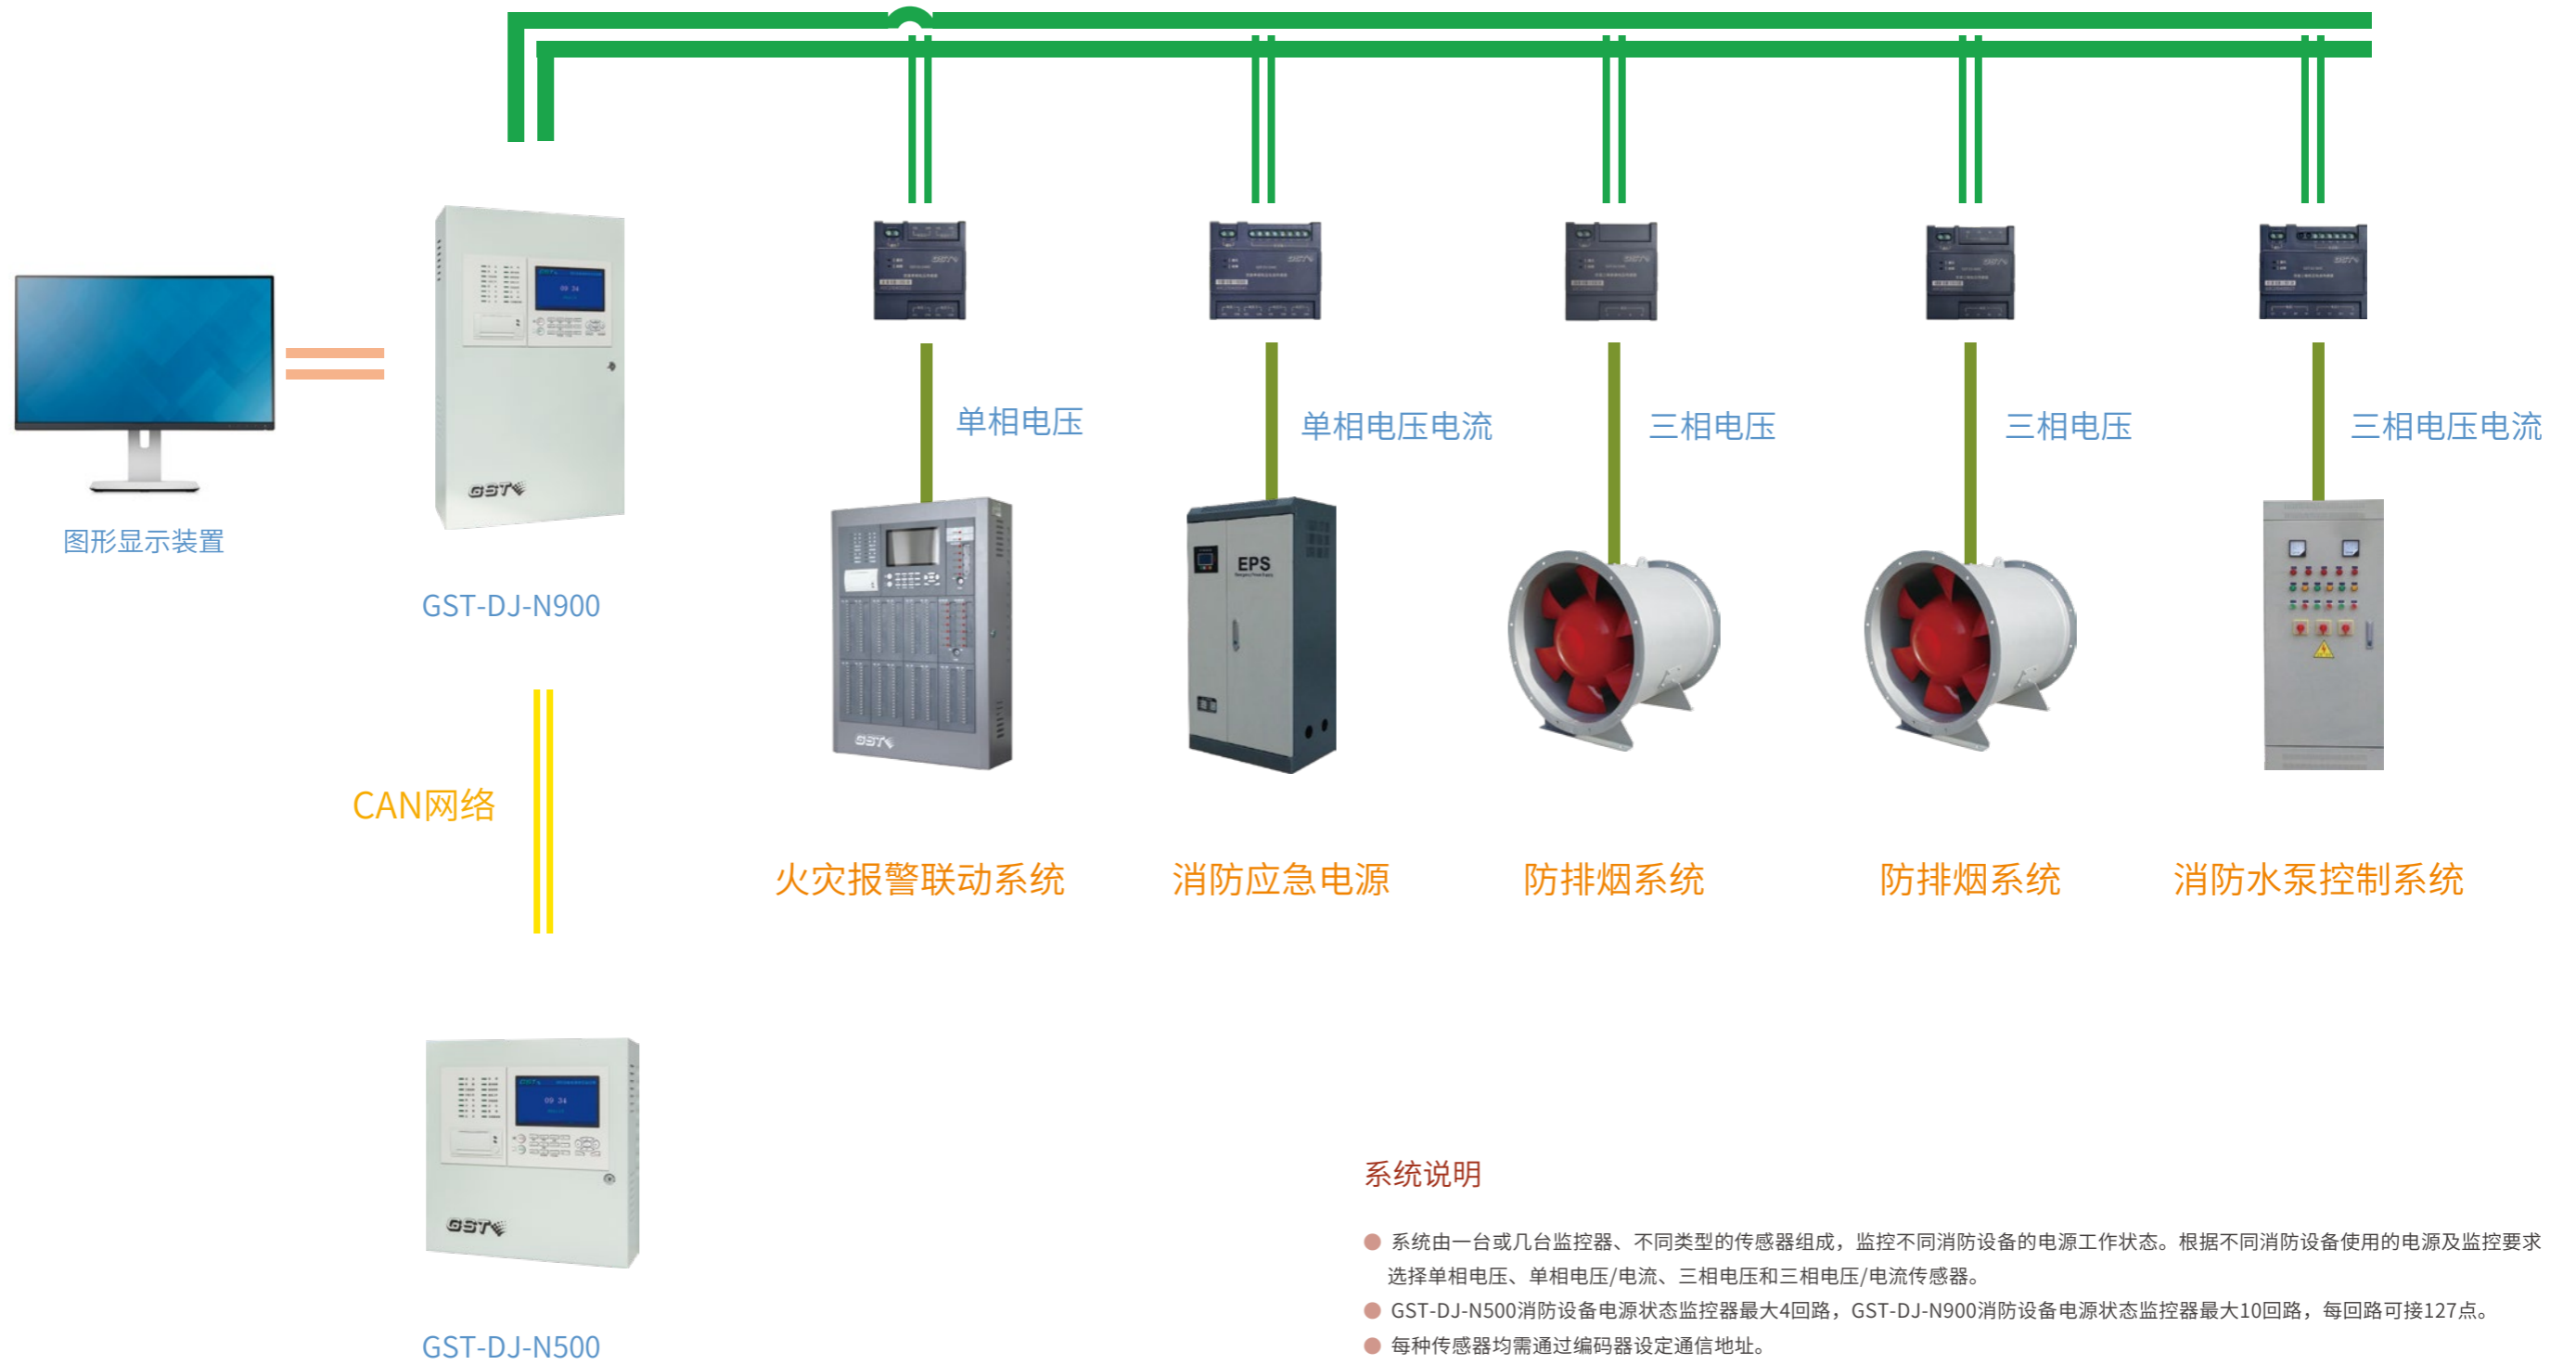 单相电压
单相电压电流
三相电压
三相电压
三相电压电流
09 34
GST
图形显示装置
GST-DJ-N900
EPS
GST
CAN网络
火灾报警联动系统
消防应急电源
防排烟系统
防排烟系统
消防水泵控制系统
09 34
GST
GST-DJ-N500
系统说明
系统由一台或几台监控器、不同类型的传感器组成，监控不同消防设备的电源工作状态。根据不同消防设备使用的电源及监控要求
选择单相电压、单相电压/电流、三相电压和三相电压/电流传感器。
GST-DJ-N500消防设备电源状态监控器最大4回路，GST-DJ-N900消防设备电源状态监控器最大10回路，每回路可接127点。
每种传感器均需通过编码器设定通信地址。